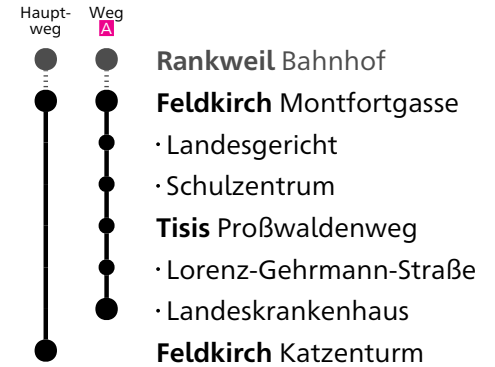 Haupt-
weg
Weg
A
Rankweil Bahnhof
Feldkirch Montfortgasse
· Landesgericht
· Schulzentrum
Tisis Proßwaldenweg
· Lorenz-Gehrmann-Straße
· Landeskrankenhaus
Feldkirch Katzenturm